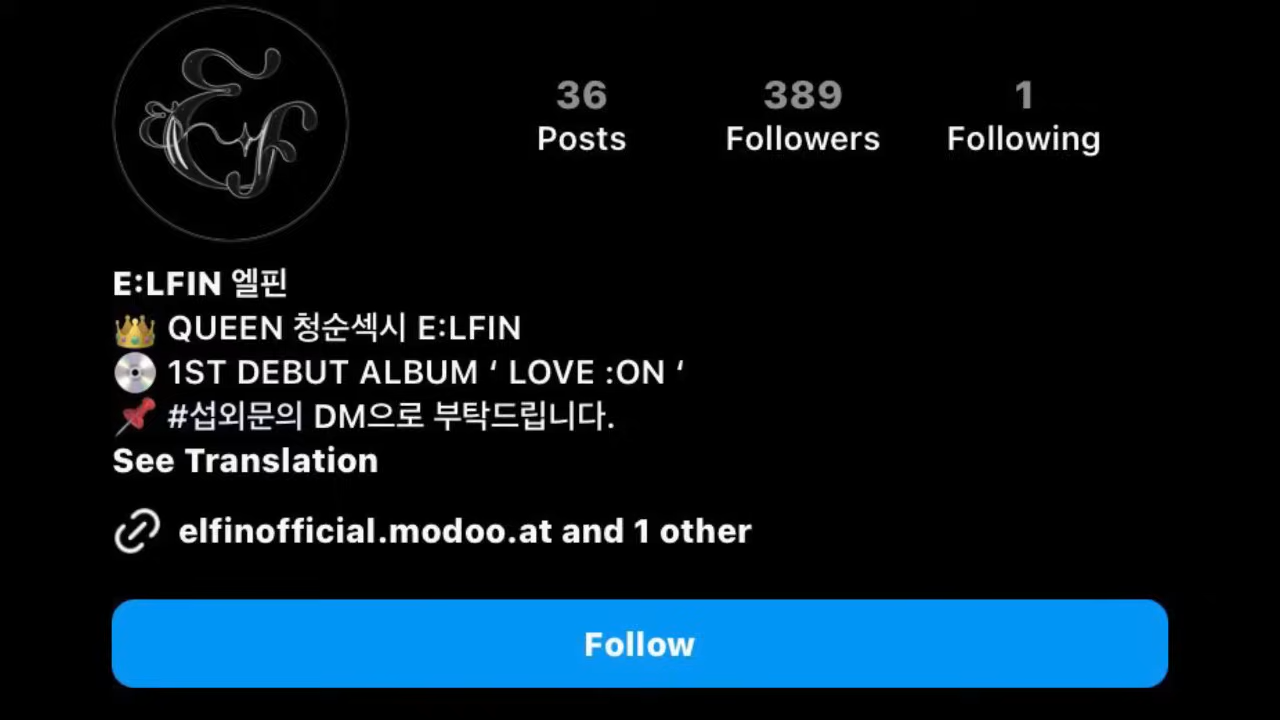 36 389 1
Posts Followers Following
E:LFIN 엘핀
👑 QUEEN 청순섹시 E:LFIN
💿 1ST DEBUT ALBUM ‘ LOVE :ON ‘
📌 #섭외문의 DM으로 부탁드립니다.
See Translation
elfinofficial.modoo.at and 1 other
Follow